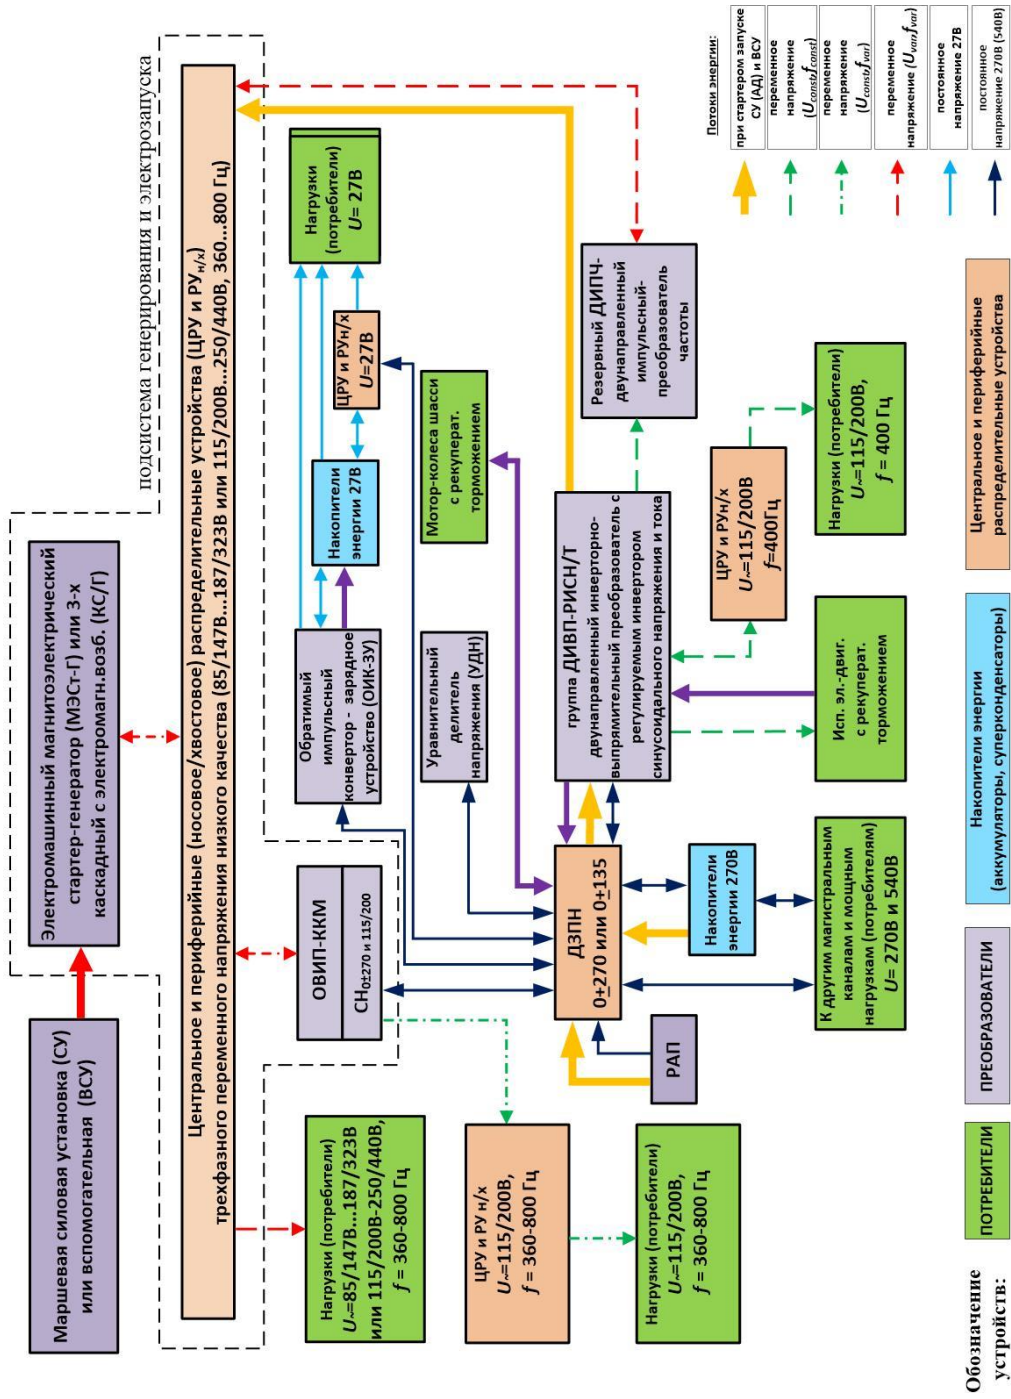 подсистема генерирования и электрозапуска
Маршевая силовая установка (СУ)
или вспомогательная (ВСУ)
Электромашинный магнитоэлектрический
стартер-генератор (МЭСт-Г) или 3-х
каскадный с электромагн.возб. (КС/Г)
Центральное и периферийные (носовое/хвостовое) распределительные устройства (ЦРУ и РУн/х)
трехфазного переменного напряжения низкого качества (85/147В...187/323В или 115/200В...250/440В, 360...800 Гц)
Нагрузки (потребители)
U~=85/147В...187/323В
или 115/200В-250/440В,
f = 360-800 Гц
ОВИП-ККМ
СН0±270 и 115/200
Обратимый
импульсный
конвертор - зарядное
устройство (ОИК-ЗУ)
Накопители
энергии 27В
ЦРУ и РУн/х
U=27В
Нагрузки
(потребители)
U= 27В
Уравнительный
делитель
напряжения (УДН)
Мотор-колеса шасси
с рекуперат.
торможением
ЦРУ и РУ н/х
U~=115/200В,
f = 360-800 Гц
Нагрузки (потребители)
U~=115/200В,
f = 360-800 Гц
РАП
ДЗПН
0±270 или 0±135
группа ДИВП-РИСН/Т
двунаправленный инверторно-
выпрямительный преобразователь с
регулируемым инвертором
синусоидального напряжения и тока
Резервный ДИПЧ-
двунаправленный
импульсный-
преобразователь
частоты
Накопители
энергии 270В
К другим магистральным
каналам и мощным
нагрузкам (потребителям)
U= 270В и 540В
Исп. эл.-двиг.
с рекуперат.
торможением
ЦРУ и РУн/х
U~=115/200В
f=400Гц
Нагрузки (потребители)
U~=115/200В,
f = 400 Гц
Потоки энергии:
при стартером запуске
СУ (АД) и ВСУ
переменное
напряжение
(Uconst,fconst)
переменное
напряжение
(Uconst,fvar)
переменное
напряжение (Uvar,fvar)
постоянное
напряжение 27В
постоянное
напряжение 270В (540В)
Обозначение
устройств:
ПОТРЕБИТЕЛИ
ПРЕОБРАЗОВАТЕЛИ
Накопители энергии
(аккумуляторы, суперконденсаторы)
Центральное и периферийные
распределительные устройства